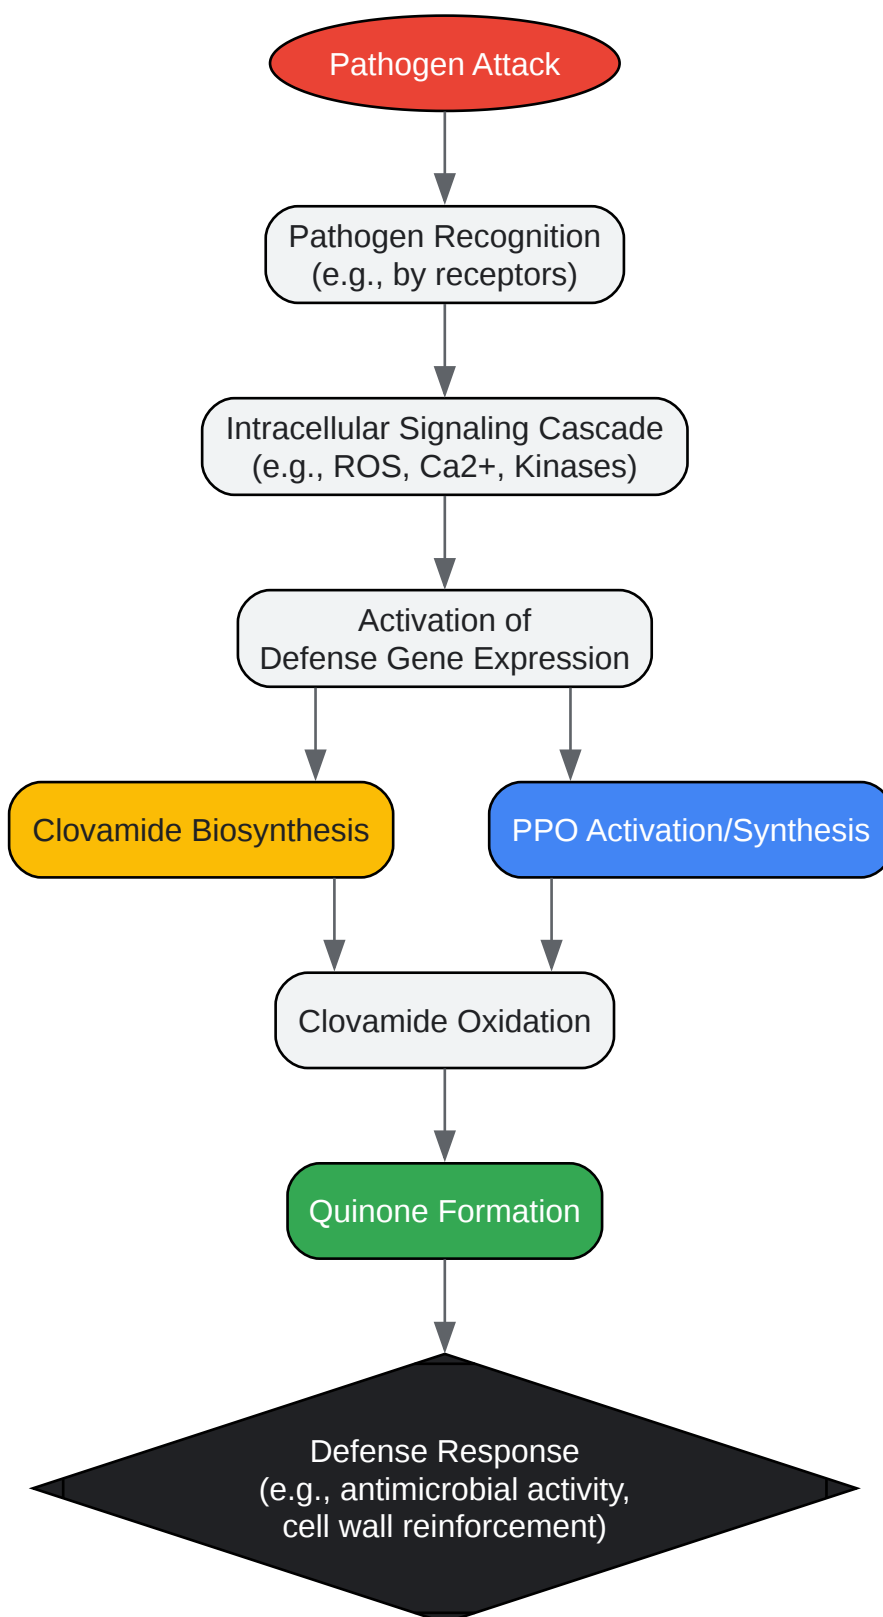 Pathogen Attack
Pathogen Recognition
(e.g., by receptors)
Intracellular Signaling Cascade
(e.g., ROS, Ca2+, Kinases)
Activation of
Defense Gene Expression
Clovamide Biosynthesis
PPO Activation/Synthesis
Clovamide Oxidation
Quinone Formation
Defense Response
(e.g., antimicrobial activity,
cell wall reinforcement)